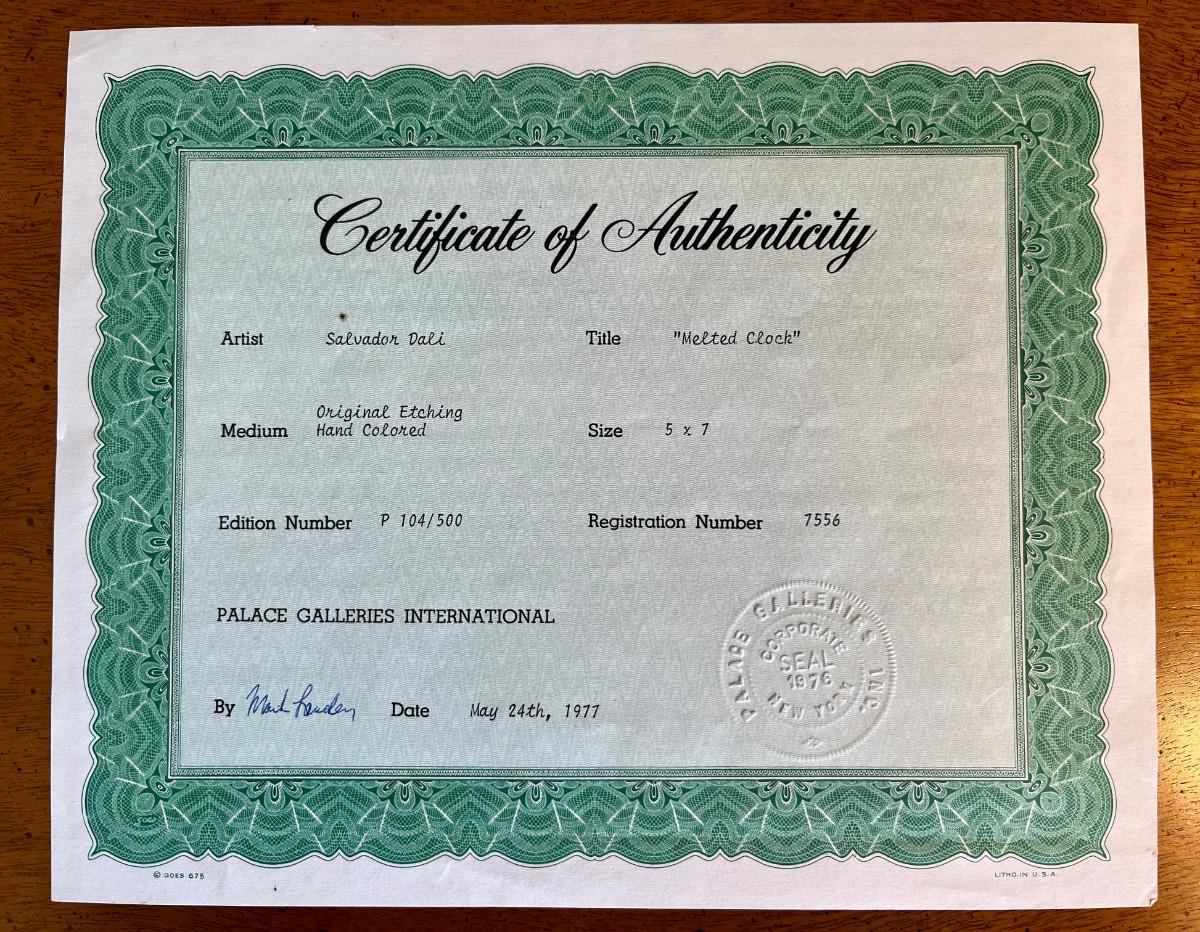 Certificate of Authenticity
Artist Salvador Dali Title "Melted Clock"
Original Etching
Medium Hand Colored Size 5 x 7
Edition Number P 104/500 Registration Number 7556
PALACE GALLERIES INTERNATIONAL
PALACE GALLERIES INC.
CORPORATE
SEAL
1976
NEW YORK
By Date May 24th, 1977
© GOES 675 LITHO. IN U.S.A.